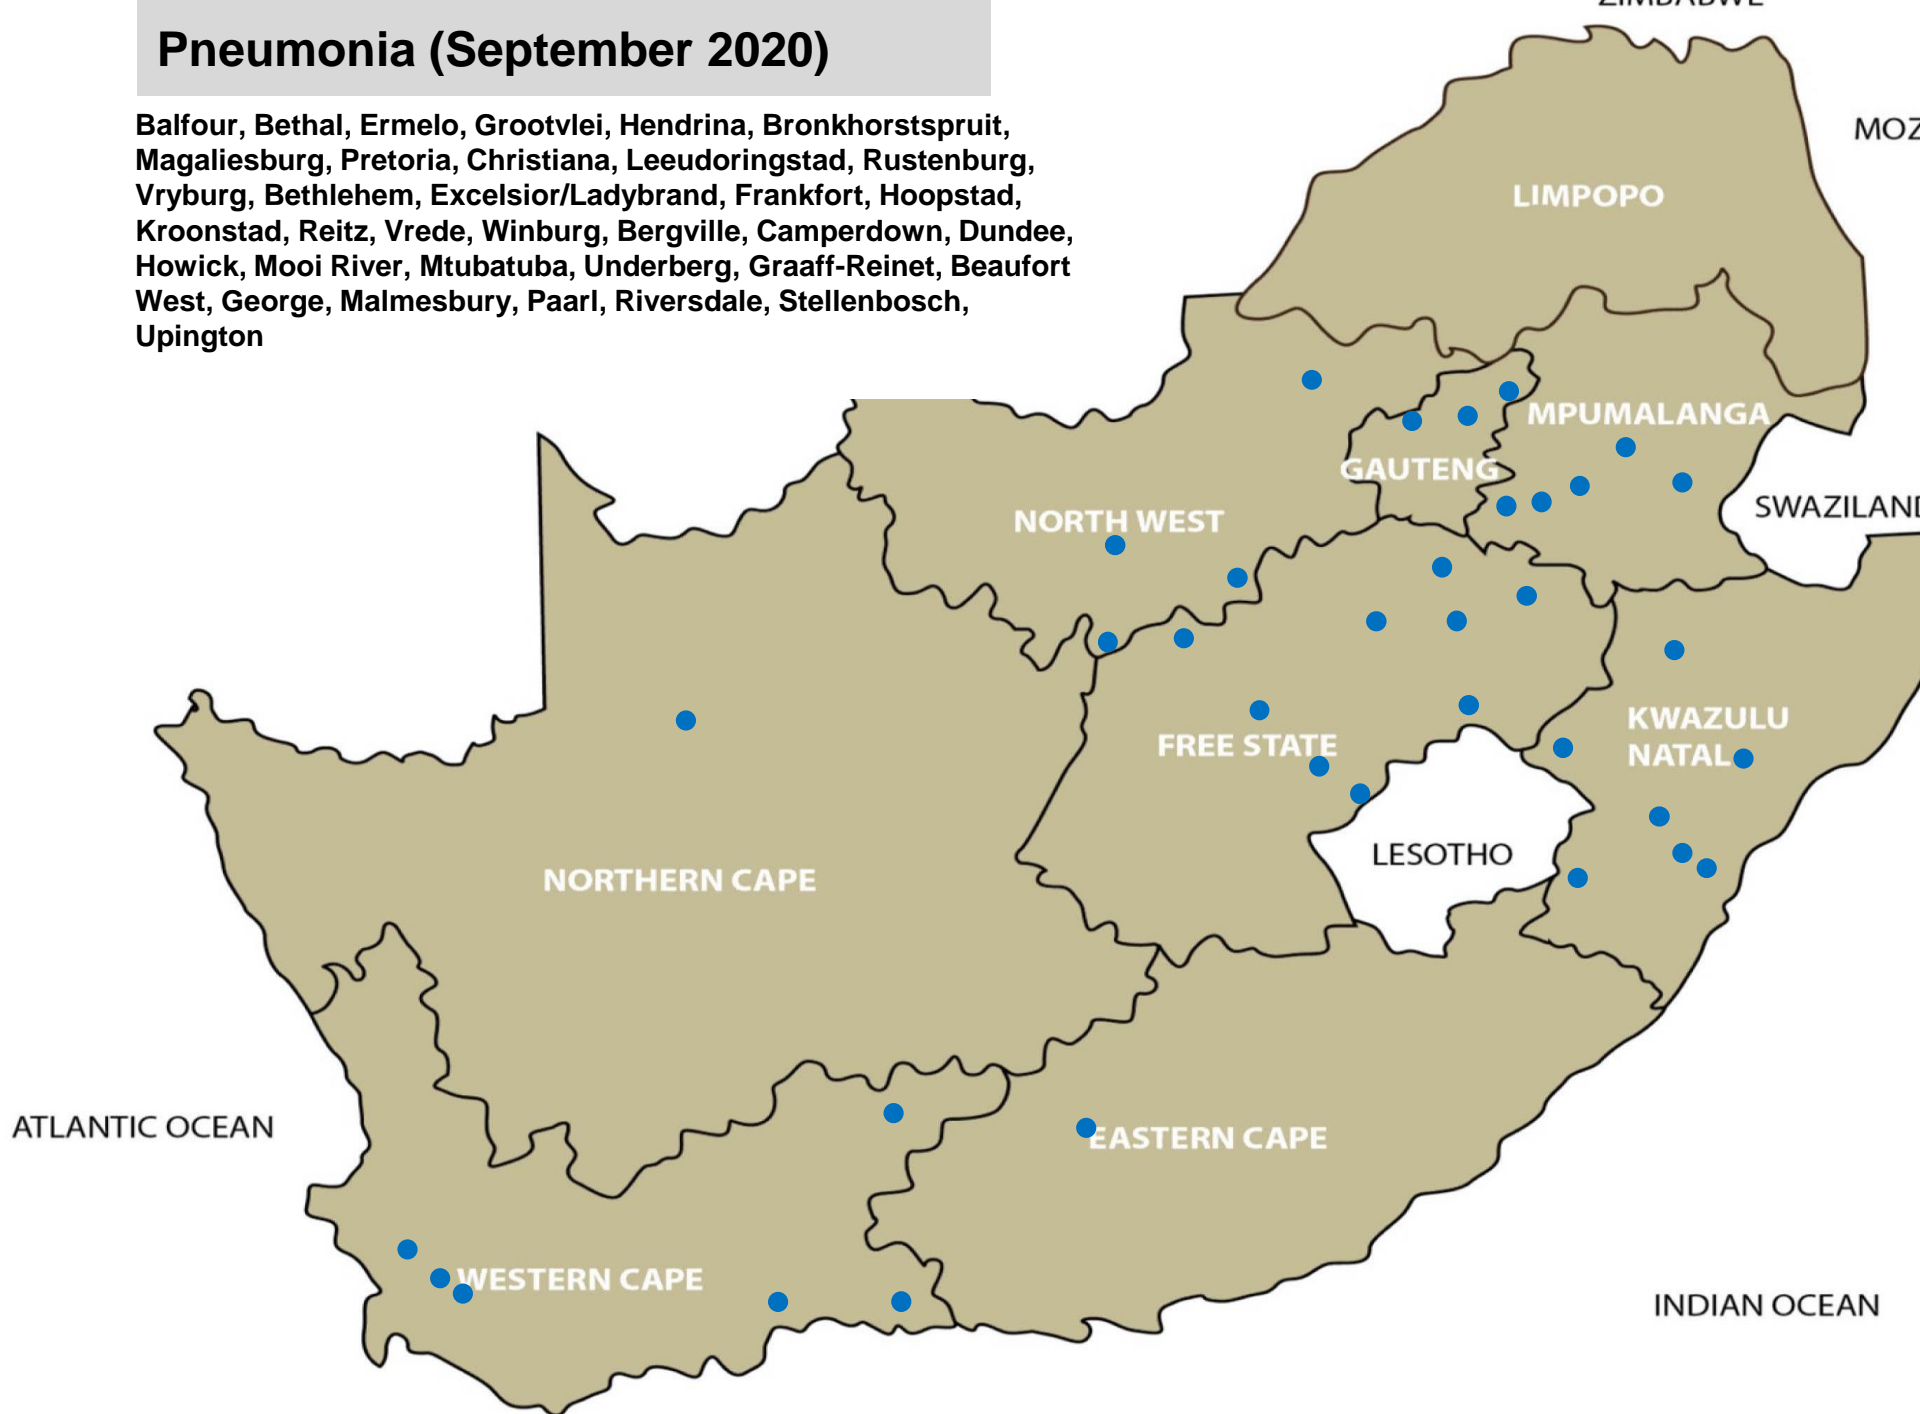 ZIMBABWE
Pneumonia (September 2020)
Balfour, Bethal, Ermelo, Grootvlei, Hendrina, Bronkhorstspruit,
Magaliesburg, Pretoria, Christiana, Leeudoringstad, Rustenburg,
Vryburg, Bethlehem, Excelsior/Ladybrand, Frankfort, Hoopstad,
Kroonstad, Reitz, Vrede, Winburg, Bergville, Camperdown, Dundee,
Howick, Mooi River, Mtubatuba, Underberg, Graaff-Reinet, Beaufort
West, George, Malmesbury, Paarl, Riversdale, Stellenbosch,
Upington
MOZ
LIMPOPO
MPUMALANGA
GAUTENG
SWAZILAND
NORTH WEST
KWAZULU
NATAL
FREE STATE
LESOTHO
NORTHERN CAPE
ATLANTIC OCEAN
EASTERN CAPE
WESTERN CAPE
INDIAN OCEAN